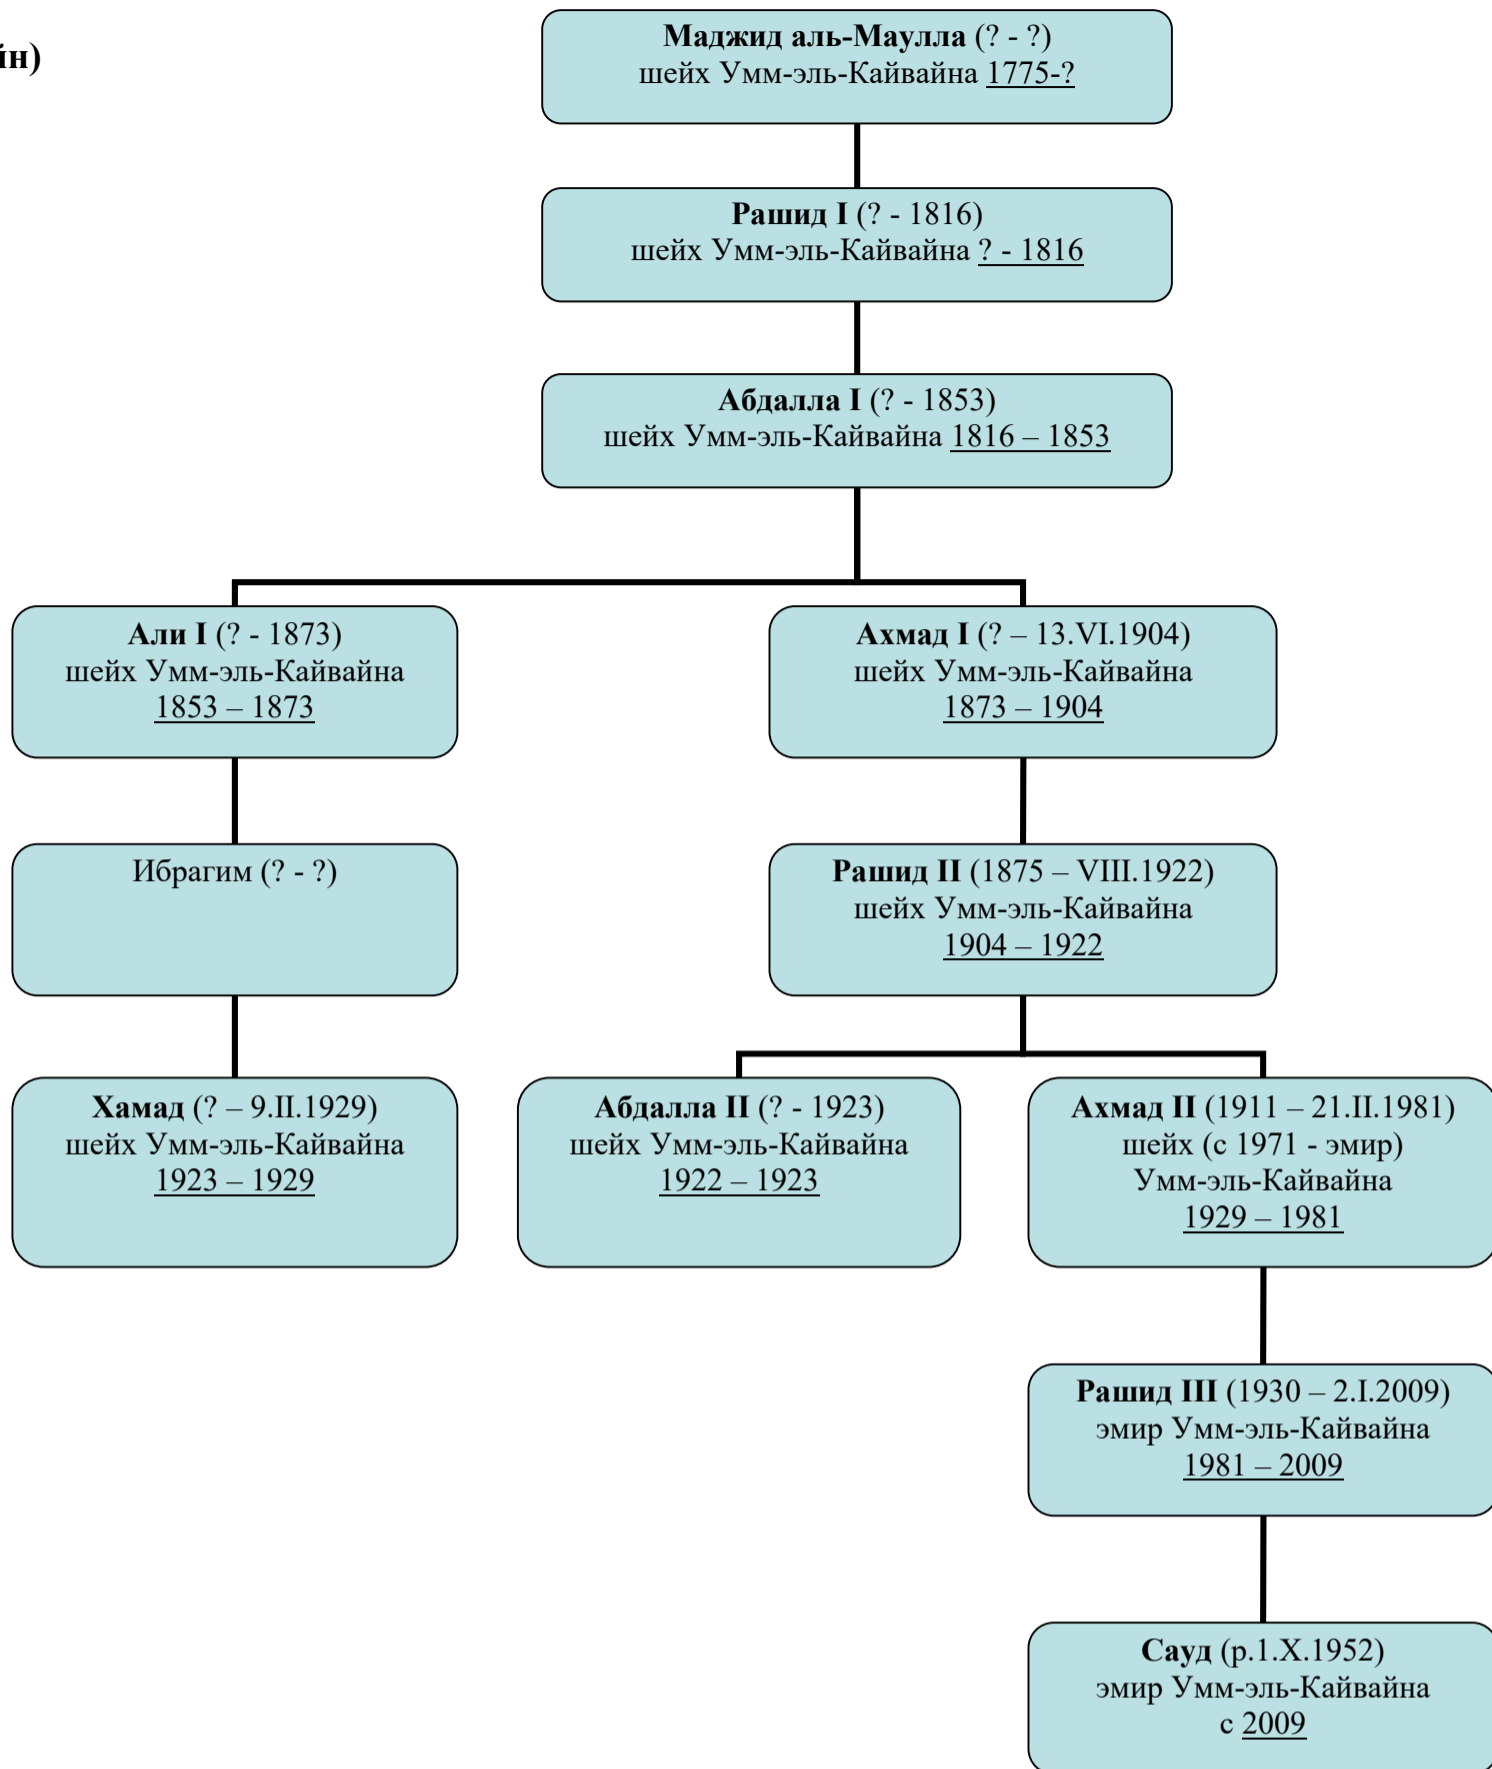 йн)
Маджид аль-Маулла (? - ?)
шейх Умм-эль-Кайвайна 1775-?
Рашид I (? - 1816)
шейх Умм-эль-Кайвайна ? - 1816
Абдалла I (? - 1853)
шейх Умм-эль-Кайвайна 1816 – 1853
Али I (? - 1873)
шейх Умм-эль-Кайвайна
1853 – 1873
Ахмад I (? – 13.VI.1904)
шейх Умм-эль-Кайвайна
1873 – 1904
Ибрагим (? - ?)
Рашид II (1875 – VIII.1922)
шейх Умм-эль-Кайвайна
1904 – 1922
Хамад (? – 9.II.1929)
шейх Умм-эль-Кайвайна
1923 – 1929
Абдалла II (? - 1923)
шейх Умм-эль-Кайвайна
1922 – 1923
Ахмад II (1911 – 21.II.1981)
шейх (с 1971 - эмир)
Умм-эль-Кайвайна
1929 – 1981
Рашид III (1930 – 2.I.2009)
эмир Умм-эль-Кайвайна
1981 – 2009
Сауд (р.1.X.1952)
эмир Умм-эль-Кайвайна
с 2009